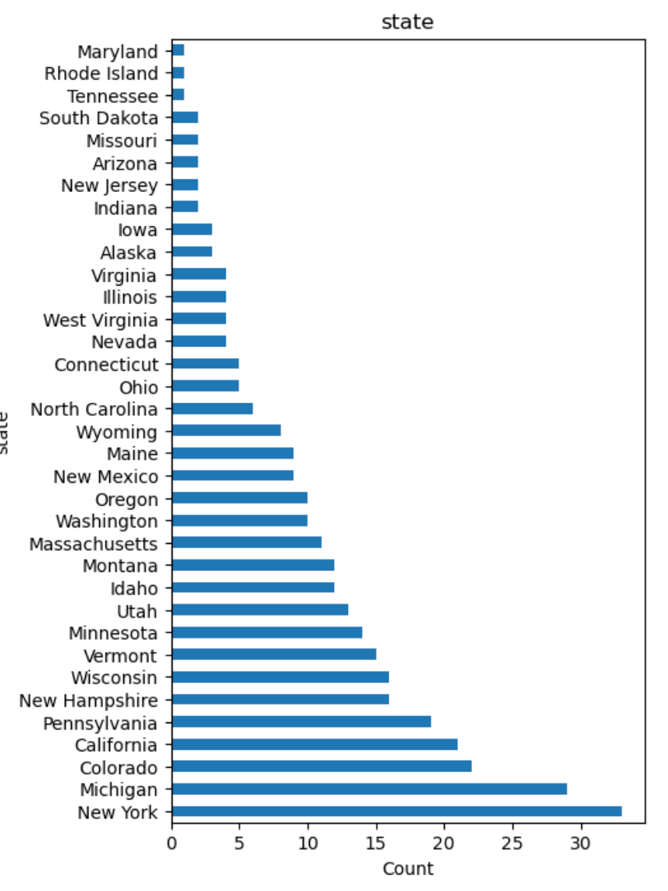 state
Maryland
Rhode Island
Tennessee
South Dakota
Missouri
Arizona
New Jersey
Indiana
Iowa
Alaska
Virginia
Illinois
West Virginia
Nevada
Connecticut
Ohio
North Carolina
Wyoming
Maine
New Mexico
Oregon
Washington
Massachusetts
Montana
Idaho
Utah
Minnesota
Vermont
Wisconsin
New Hampshire
Pennsylvania
California
Colorado
Michigan
New York
state
0 5 10 15 20 25 30
Count